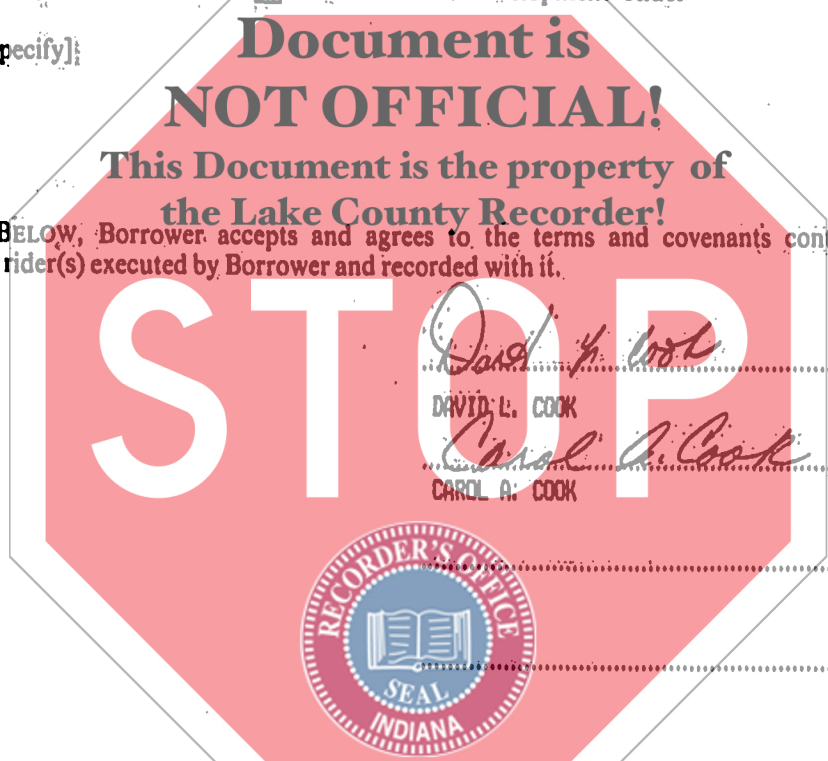 Document is
pecify]:
NOT OFFICIAL!
This Document is the property of
the Lake County Recorder!
BELOW, Borrower accepts and agrees to the terms and covenants cont
rider(s) executed by Borrower and recorded with it.
STOP
David L. Cook
DAVID L. COOK
Carol A. Cook
CAROL A. COOK
RECORDER'S OFFICE
SEAL
INDIANA